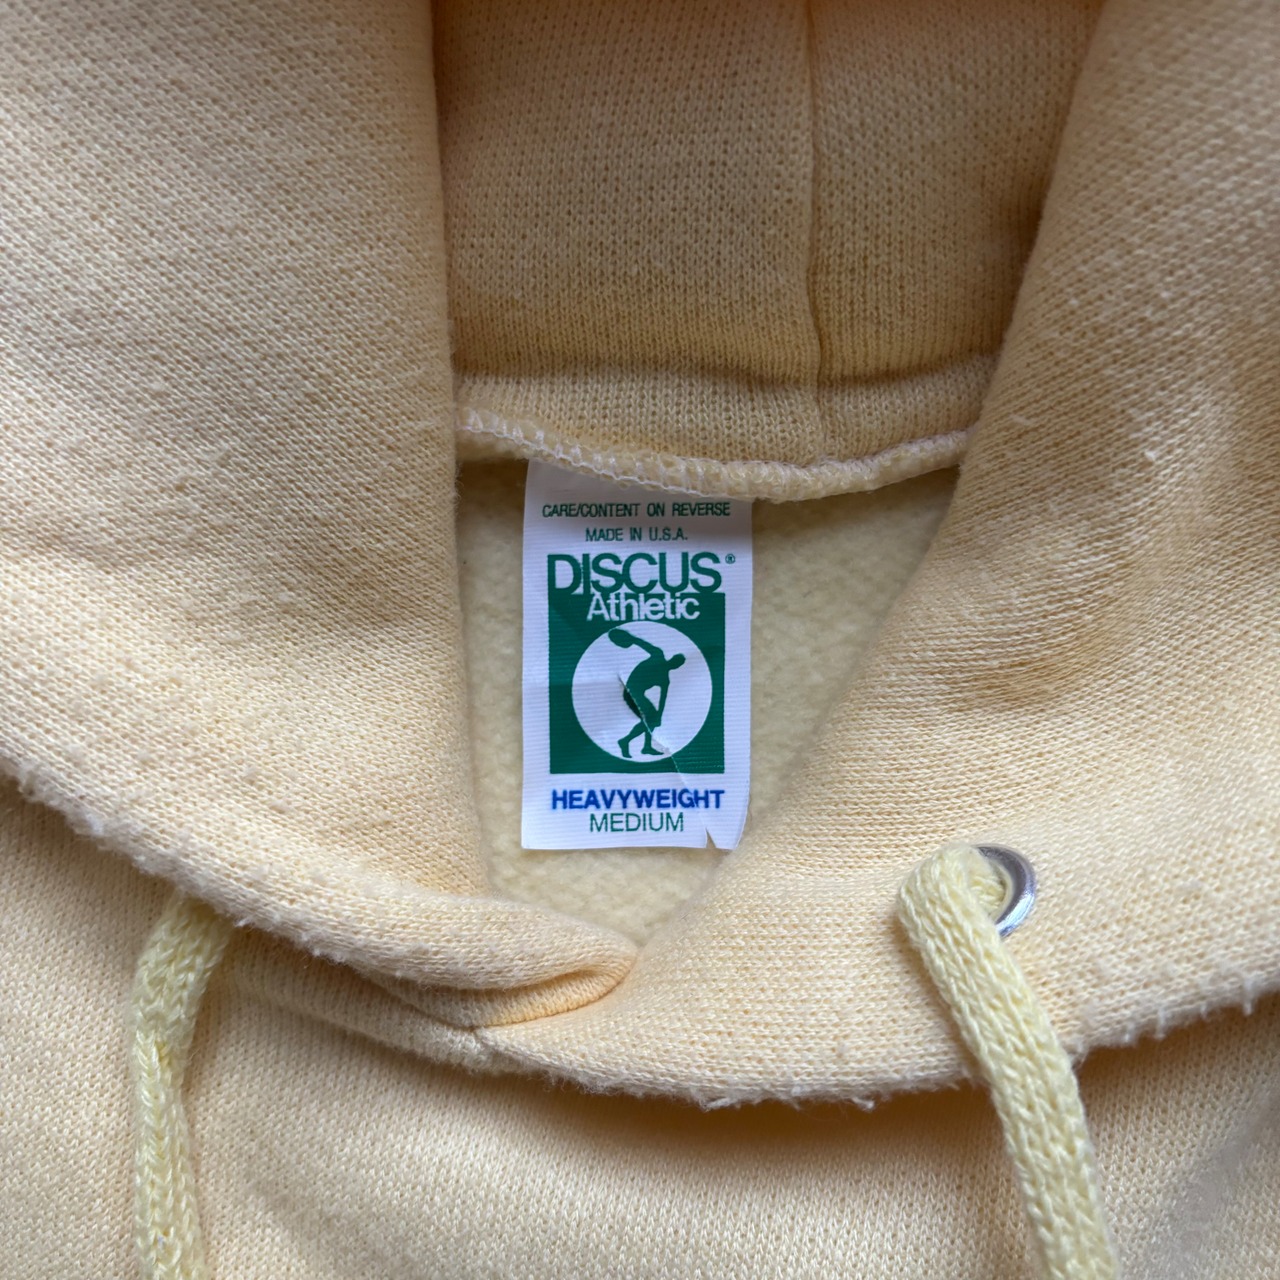 CARE/CONTENT ON REVERSE
MADE IN U.S.A.
DISCUS®
Athletic
HEAVYWEIGHT
MEDIUM